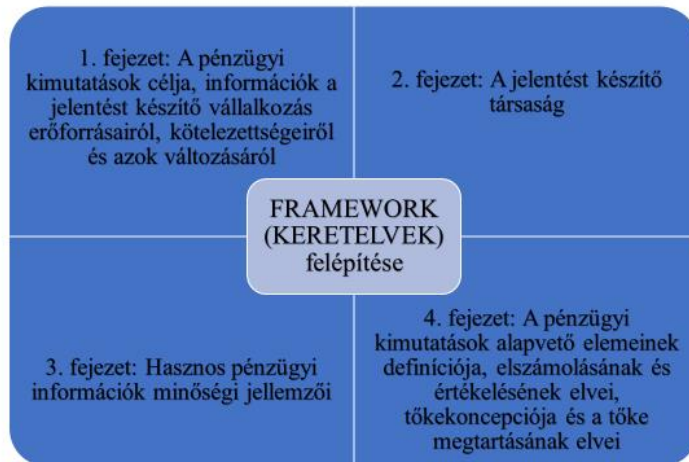 1. fejezet: A pénzügyi
kimutatások célja, információk a
jelentést készítő vállalkozás
erőforrásairól, kötelezettségeiről
és azok változásáról
2. fejezet: A jelentést készítő
társaság
FRAMEWORK
(KERETELVEK)
felépítése
3. fejezet: Hasznos pénzügyi
információk minőségi jellemzői
4. fejezet: A pénzügyi
kimutatások alapvető elemeinek
definíciója, elszámolásának és
értékelésének elvei,
tőkekoncepciója és a tőke
megtartásának elvei